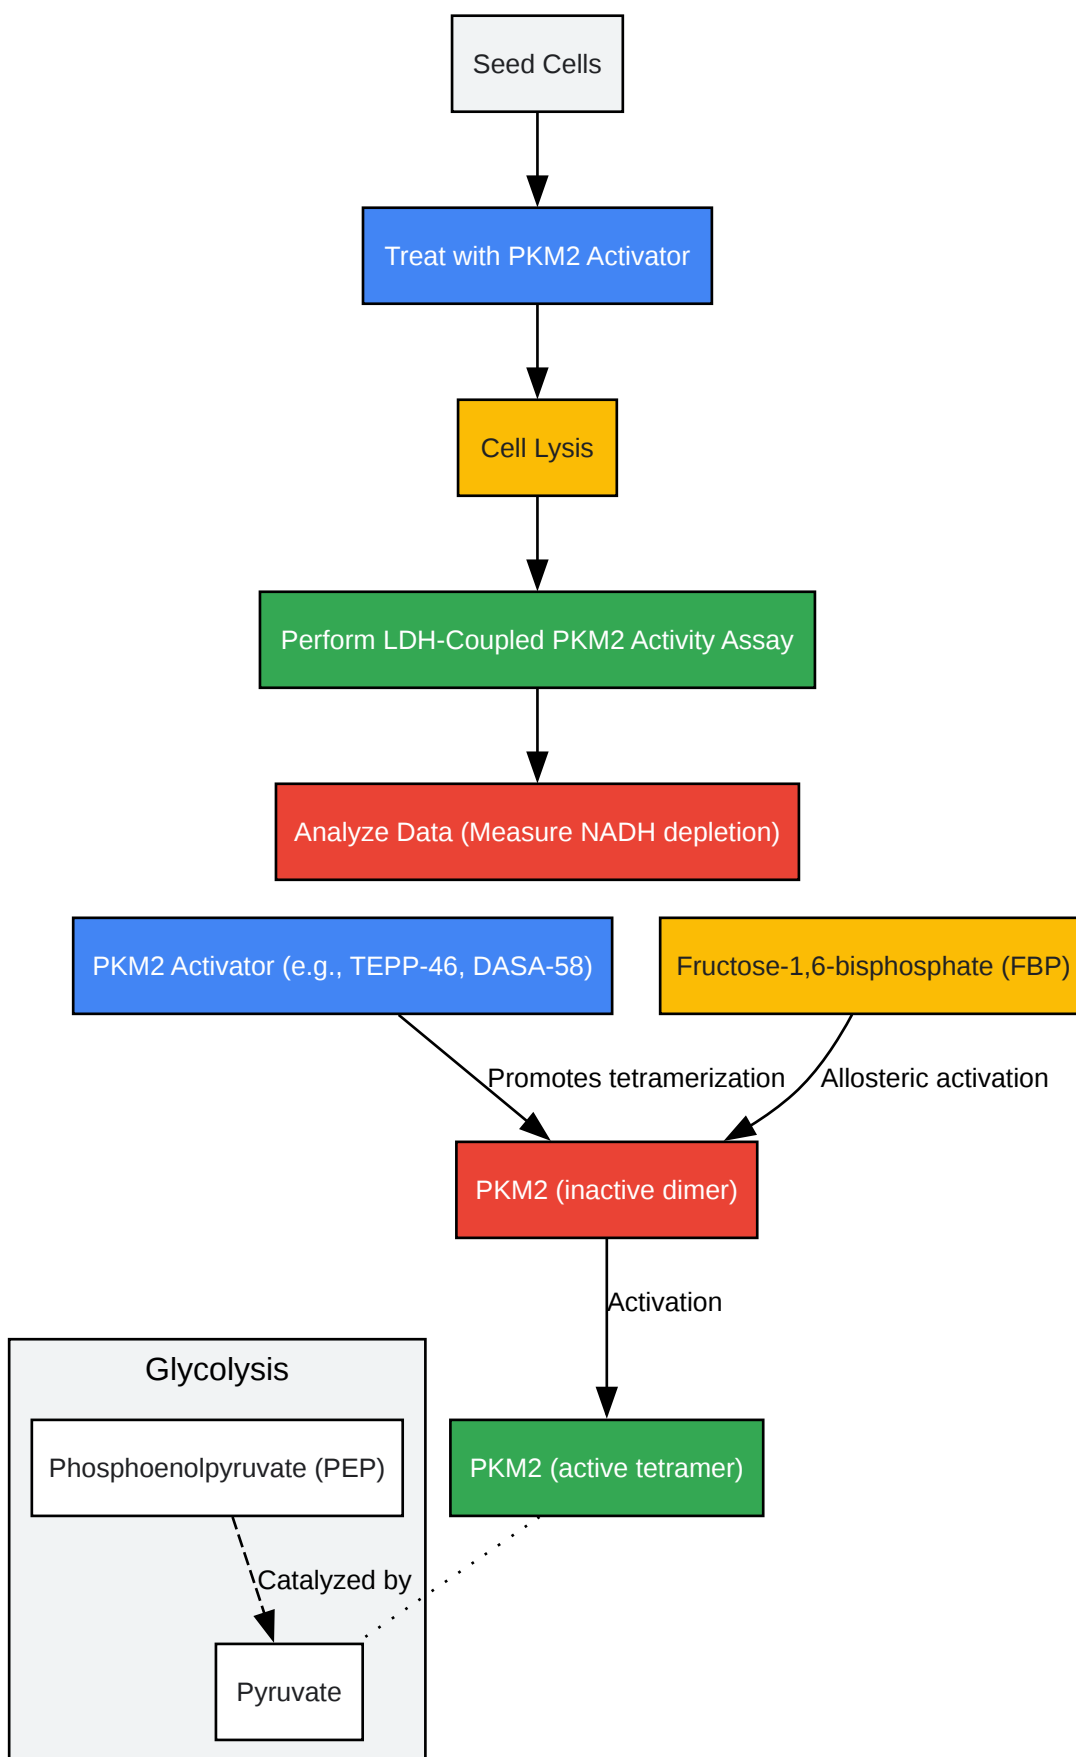 Seed Cells
Treat with PKM2 Activator
Cell Lysis
Perform LDH-Coupled PKM2 Activity Assay
Analyze Data (Measure NADH depletion)
PKM2 Activator (e.g., TEPP-46, DASA-58)
Fructose-1,6-bisphosphate (FBP)
Promotes tetramerization
Allosteric activation
PKM2 (inactive dimer)
Activation
Glycolysis
Phosphoenolpyruvate (PEP)
PKM2 (active tetramer)
Catalyzed by
Pyruvate